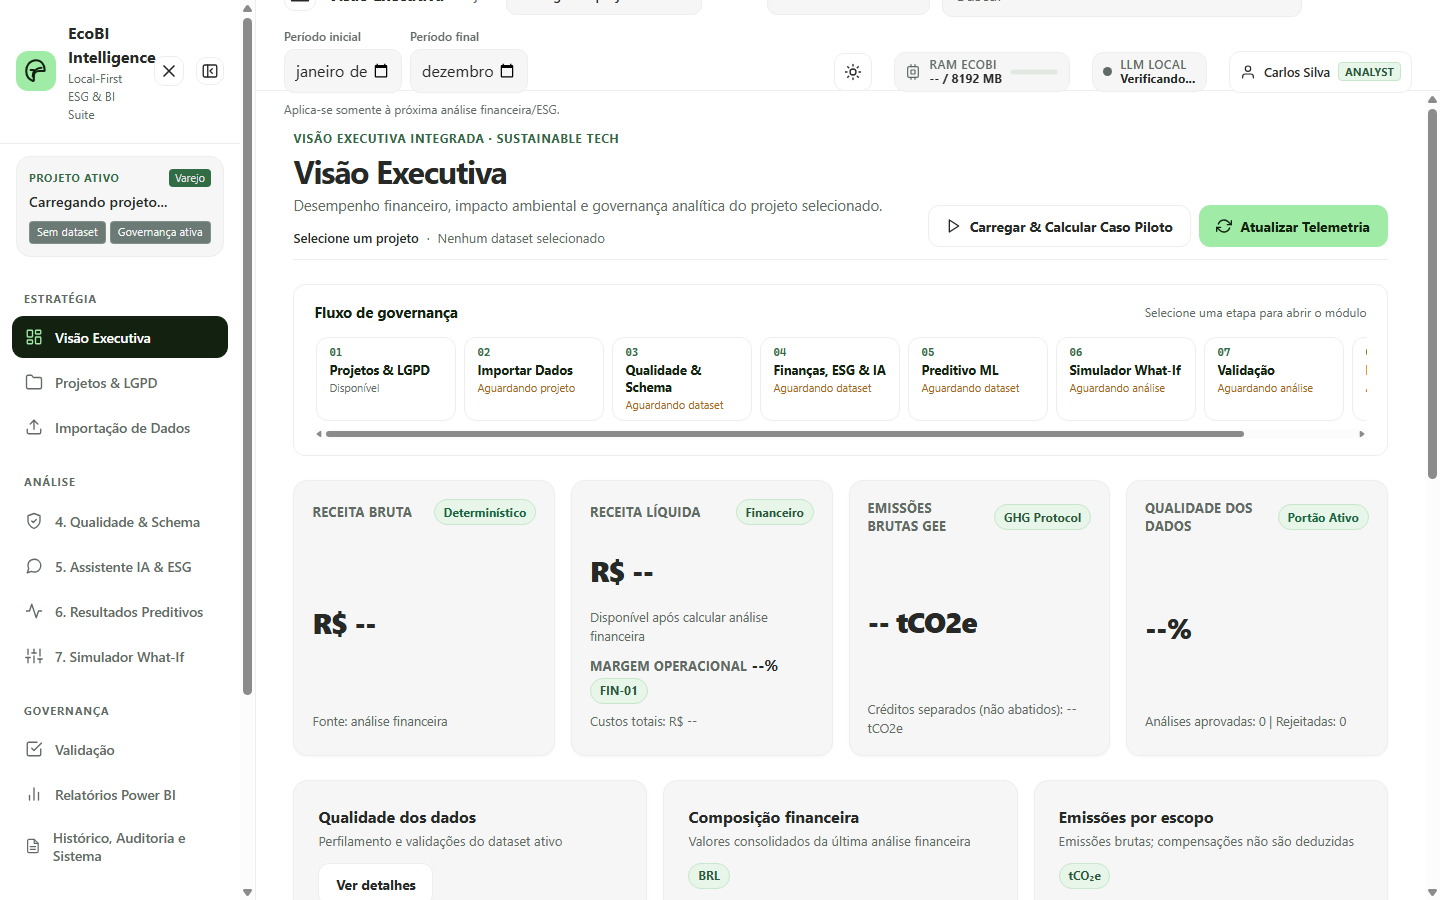 EcoBI
Intelligence
Local-First
ESG & BI
Suite
PROJETO ATIVO
Varejo
Carregando projeto...
Sem dataset
Governança ativa
ESTRATÉGIA
Visão Executiva
Projetos & LGPD
Importação de Dados
ANÁLISE
4. Qualidade & Schema
5. Assistente IA & ESG
6. Resultados Preditivos
7. Simulador What-If
GOVERNANÇA
Validação
Relatórios Power BI
Histórico, Auditoria e
Sistema
Período inicial
Período final
janeiro de
dezembro
RAM ECOBI
-- / 8192 MB
LLM LOCAL
Verificando...
Carlos Silva
ANALYST
Aplica-se somente à próxima análise financeira/ESG.
VISÃO EXECUTIVA INTEGRADA · SUSTAINABLE TECH
Visão Executiva
Desempenho financeiro, impacto ambiental e governança analítica do projeto selecionado.
Selecione um projeto · Nenhum dataset selecionado
Carregar & Calcular Caso Piloto
Atualizar Telemetria
Fluxo de governança
Selecione uma etapa para abrir o módulo
01
Projetos & LGPD
Disponível
02
Importar Dados
Aguardando projeto
03
Qualidade &
Schema
Aguardando dataset
04
Finanças, ESG & IA
Aguardando dataset
05
Preditivo ML
Aguardando dataset
06
Simulador What-If
Aguardando análise
07
Validação
Aguardando análise
RECEITA BRUTA
Determinístico
R$ --
Fonte: análise financeira
RECEITA LÍQUIDA
Financeiro
R$ --
Disponível após calcular análise
financeira
MARGEM OPERACIONAL --%
FIN-01
Custos totais: R$ --
EMISSÕES
BRUTAS GEE
GHG Protocol
-- tCO2e
Créditos separados (não abatidos): --
tCO2e
QUALIDADE DOS
DADOS
Portão Ativo
--%
Análises aprovadas: 0 | Rejeitadas: 0
Qualidade dos dados
Perfilamento e validações do dataset ativo
Ver detalhes
Composição financeira
Valores consolidados da última análise financeira
BRL
Emissões por escopo
Emissões brutas; compensações não são deduzidas
tCO₂e